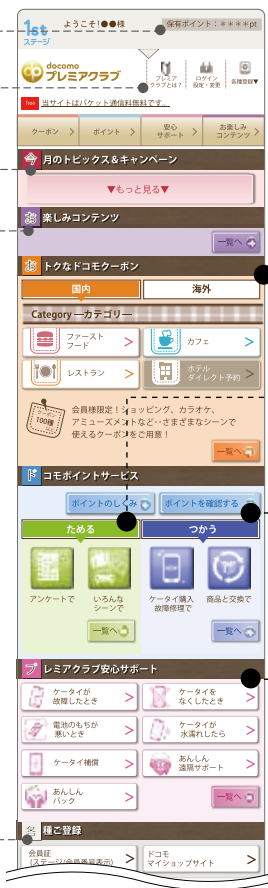 1st
ステージ
ようこそ!●●様
保有ポイント:＊＊＊＊pt
docomo
プレミアクラブ
プレミア
クラブとは?
ログイン
設定・変更
各種登録▼
free 当サイトはパケット通信料無料です。
クーポン
ポイント
安心
サポート
お楽しみ
コンテンツ
今月のトピックス＆キャンペーン
▼もっと見る▼
お楽しみコンテンツ
一覧へ
おトクなドコモクーポン
国内
海外
Category ―カテゴリー―
ファースト
フード
カフェ
レストラン
ホテル
ダイレクト予約
クーポン
100種
会員様限定!ショッピング、カラオケ、
アミューズメントなど‥さまざまなシーンで
使えるクーポンをご用意!
一覧へ
ドコモポイントサービス
ポイントのしくみ
ポイントを確認する
ためる
つかう
アンケートで
いろんな
シーンで
ケータイ購入
故障修理で
商品と交換で
一覧へ
一覧へ
プレミアクラブ安心サポート
ケータイが
故障したとき
ケータイを
なくしたとき
電池のもちが
悪いとき
ケータイが
水濡れしたら
ケータイ補償
あんしん
遠隔サポート
あんしん
パック
一覧へ
各種ご登録
会員証
(ステージ/会員番号表示)
ドコモ
マイショップサイト